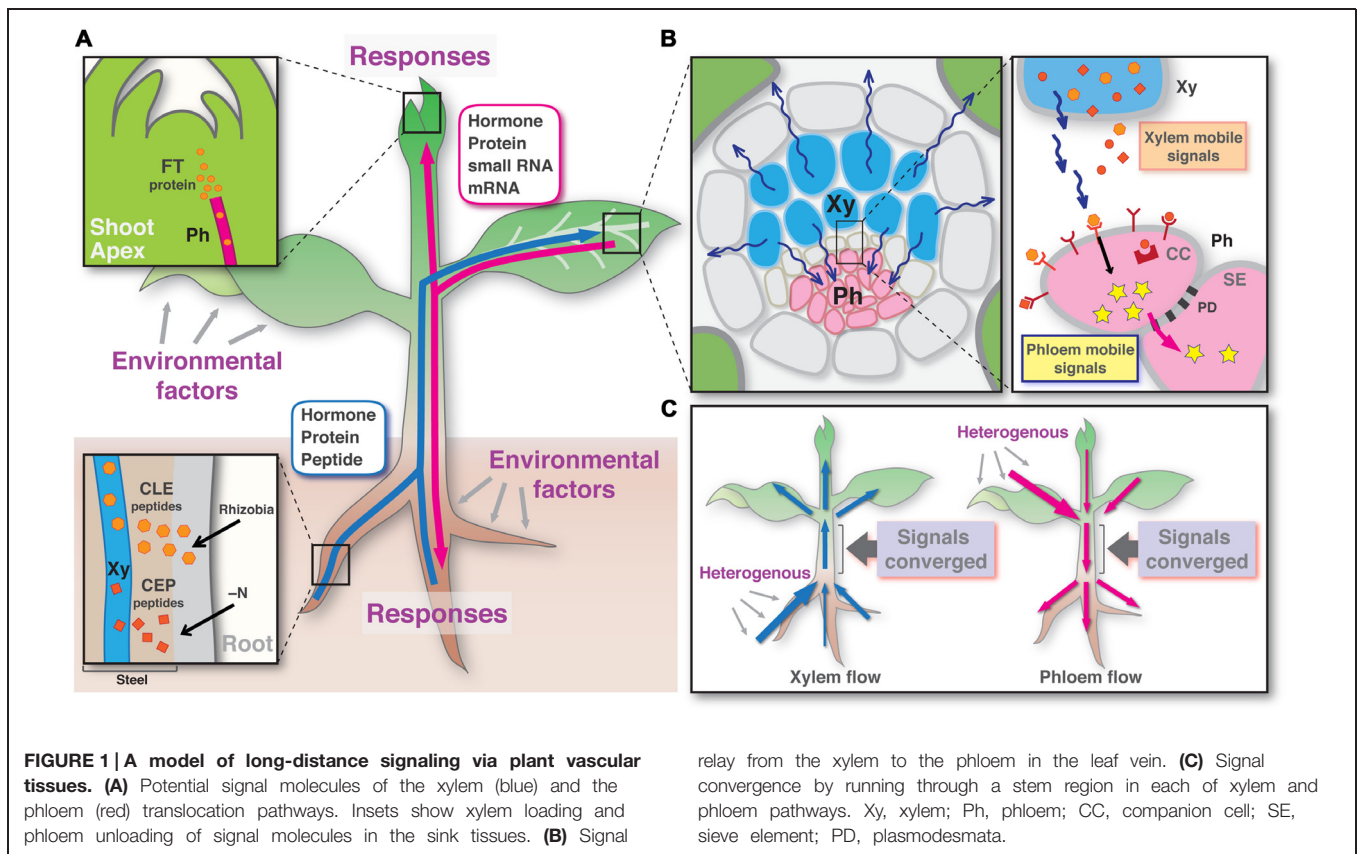 A
Responses
Hormone
Protein
small RNA
mRNA
FT
protein
Ph
Shoot
Apex
Environmental
factors
Hormone
Protein
Peptide
Environmental
factors
CLE
peptides
Rhizobia
Xy
CEP
peptides
–N
Root
Steel
Responses
B
Xy
Ph
Xy
Xylem mobile
signals
Ph
CC
SE
PD
Phloem mobile
signals
C
Heterogenous
Signals
converged
Xylem flow
Heterogenous
Signals
converged
Phloem flow
FIGURE 1 | A model of long-distance signaling via plant vascular
tissues. (A) Potential signal molecules of the xylem (blue) and the
phloem (red) translocation pathways. Insets show xylem loading and
phloem unloading of signal molecules in the sink tissues. (B) Signal
relay from the xylem to the phloem in the leaf vein. (C) Signal
convergence by running through a stem region in each of xylem and
phloem pathways. Xy, xylem; Ph, phloem; CC, companion cell; SE,
sieve element; PD, plasmodesmata.